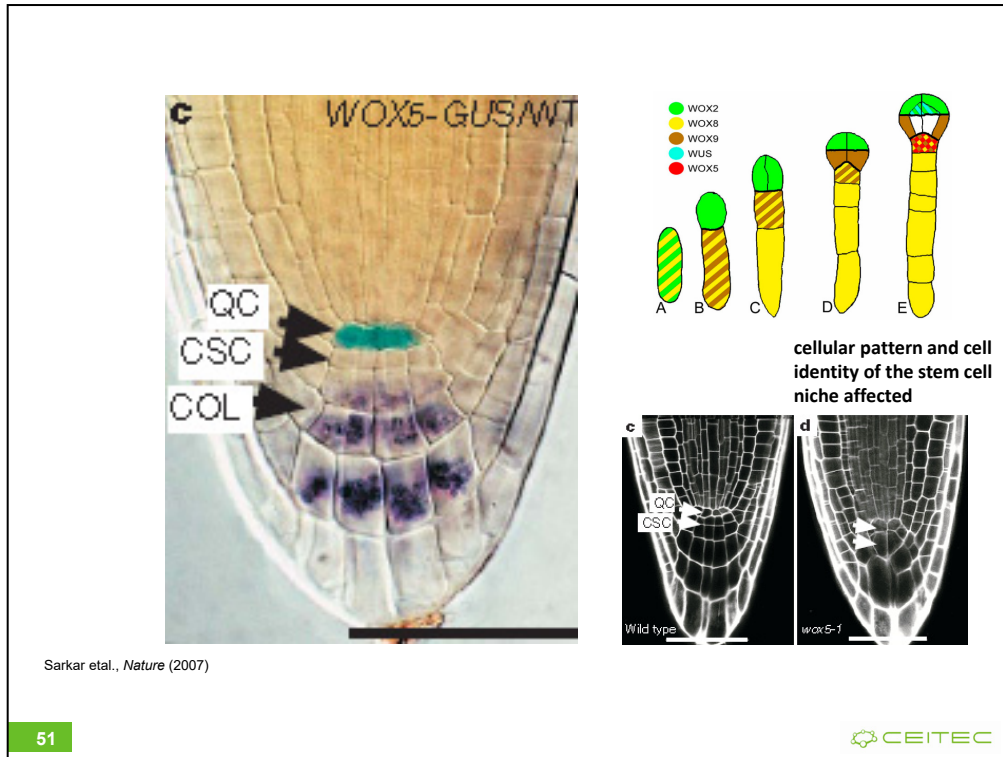 c
WOX5-GUS/WT
QC
CSC
COL
WOX2
WOX8
WOX9
WUS
WOX5
A
B
C
D
E
cellular pattern and cell
identity of the stem cell
niche affected
c
QC
CSC
Wild type
d
wox5-1
Sarkar etal., Nature (2007)
51
CEITEC